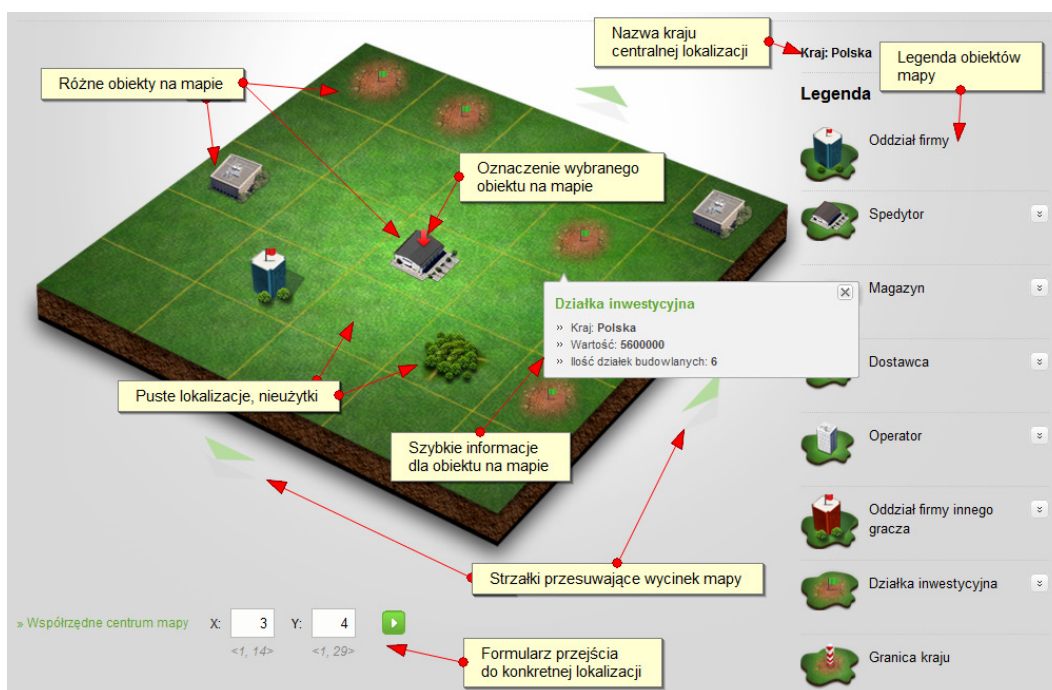 Nazwa kraju
centralnej lokalizacji
Kraj: Polska
Legenda obiektów
mapy
Różne obiekty na mapie
Legenda
Oddział firmy
Oznaczenie wybranego
obiektu na mapie
Spedytor
Magazyn
Działka inwestycyjna
» Kraj: Polska
» Wartość: 5600000
» Ilość działek budowlanych: 6
Dostawca
Puste lokalizacje, nieużytki
Operator
Szybkie informacje
dla obiektu na mapie
Oddział firmy innego
gracza
Strzałki przesuwające wycinek mapy
Działka inwestycyjna
» Współrzędne centrum mapy X: 3 Y: 4
<1, 14> <1, 29>
Formularz przejścia
do konkretnej lokalizacji
Granica kraju